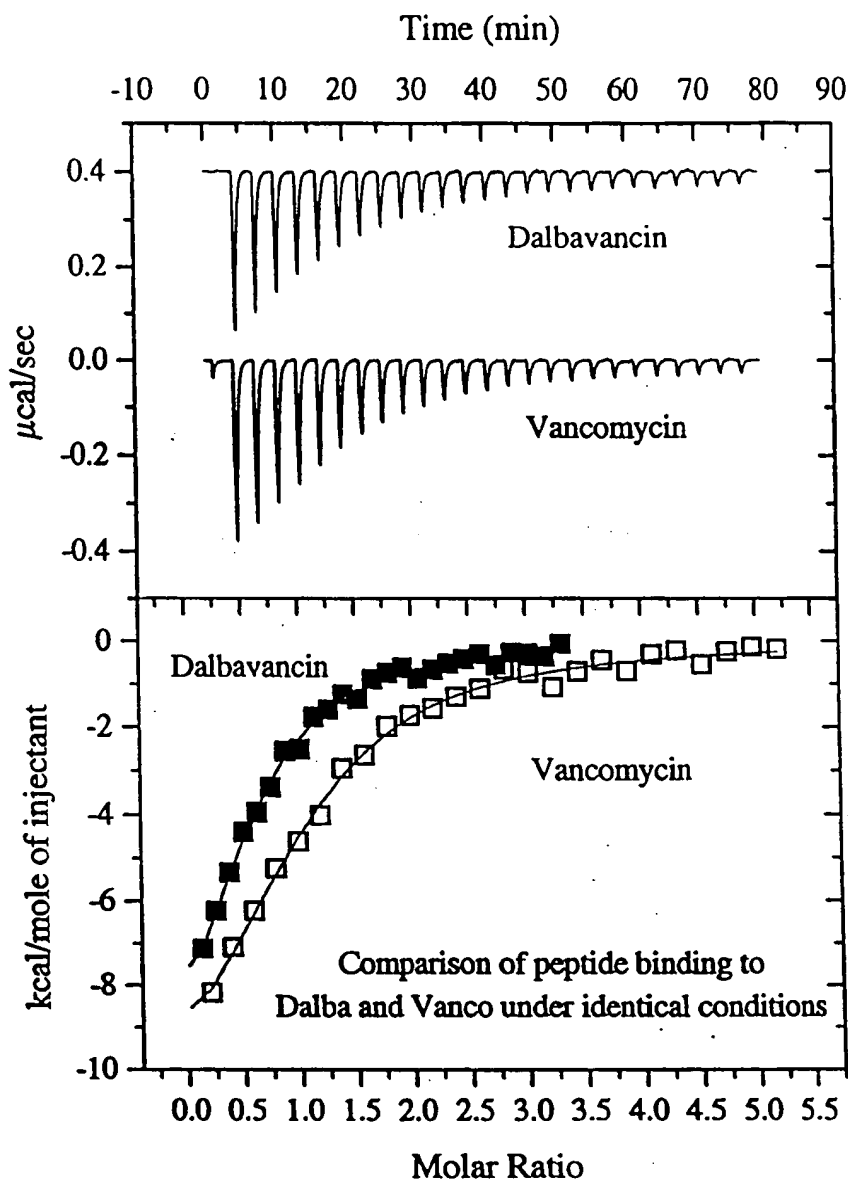 Time (min)
-10 0 10 20 30 40 50 60 70 80 90
0.4
Dalbavancin
0.2
0.0
Vancomycin
-0.2
-0.4
μcal/sec
0
Dalbavancin
-2
Vancomycin
-4
-6
Comparison of peptide binding to
-8
Dalba and Vanco under identical conditions
-10
kcal/mole of injectant
0.0 0.5 1.0 1.5 2.0 2.5 3.0 3.5 4.0 4.5 5.0 5.5
Molar Ratio